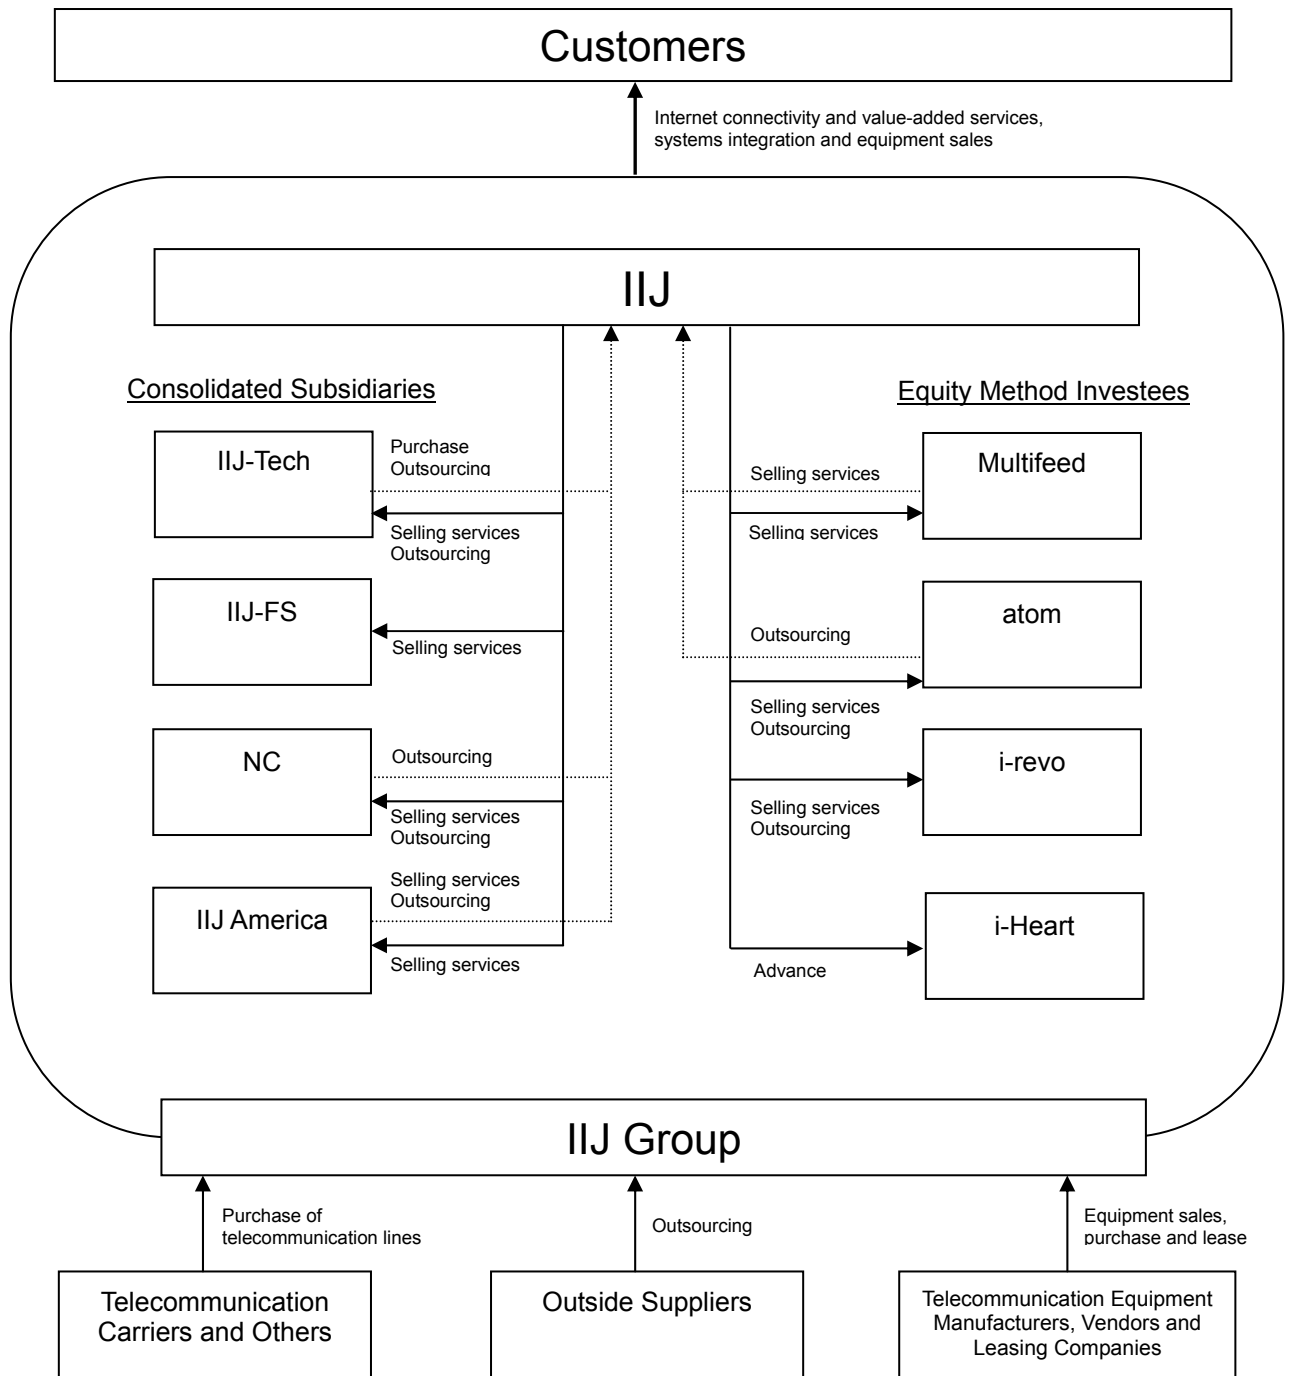 Customers
Internet connectivity and value-added services,
systems integration and equipment sales
IIJ
Consolidated Subsidiaries
Equity Method Investees
IIJ-Tech
Purchase
Outsourcing
Selling services
Outsourcing
Selling services
Selling services
Multifeed
IIJ-FS
Selling services
Outsourcing
atom
Selling services
Outsourcing
NC
Outsourcing
Selling services
Outsourcing
i-revo
Selling services
Outsourcing
IIJ America
Selling services
Outsourcing
Selling services
i-Heart
Advance
IIJ Group
Purchase of
telecommunication lines
Outsourcing
Equipment sales,
purchase and lease
Telecommunication
Carriers and Others
Outside Suppliers
Telecommunication Equipment
Manufacturers, Vendors and
Leasing Companies